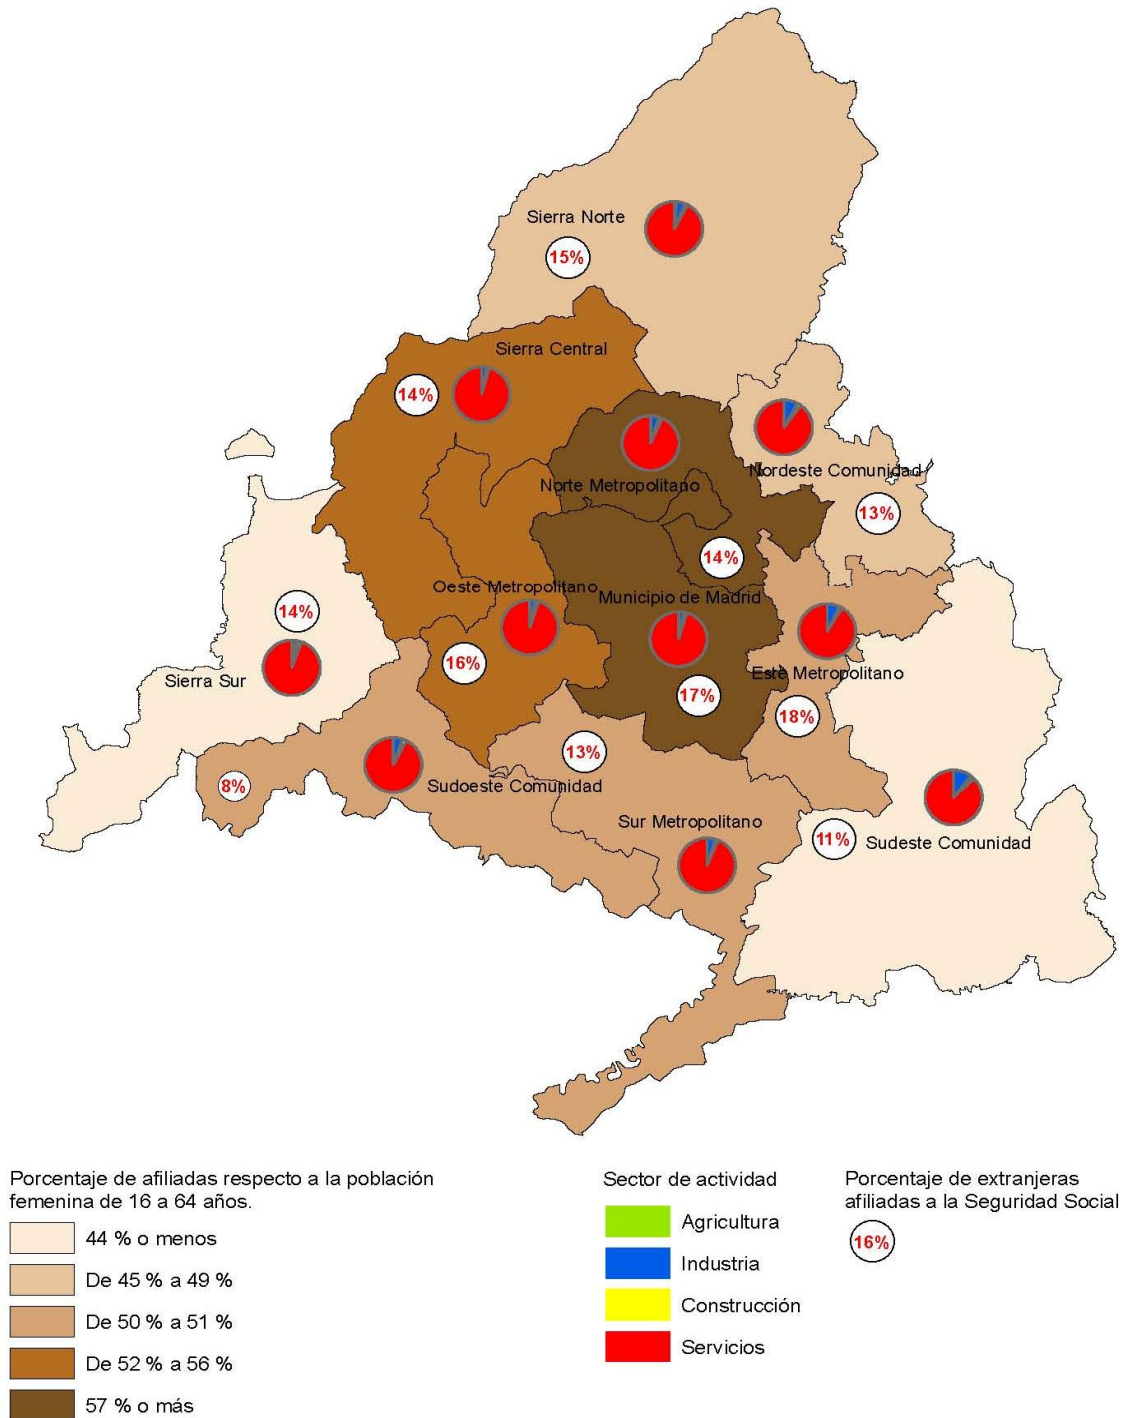 Sierra Norte
15%
Sierra Central
14%
Nordeste Comunidad
Norte Metropolitano
13%
14%
Oeste Metropolitano
Municipio de Madrid
14%
16%
Este Metropolitano
Sierra Sur
17%
18%
13%
8%
Sudoeste Comunidad
Sur Metropolitano
11%
Sudeste Comunidad
Porcentaje de afiliadas respecto a la población
femenina de 16 a 64 años.
44 % o menos
De 45 % a 49 %
De 50 % a 51 %
De 52 % a 56 %
57 % o más
Sector de actividad
Agricultura
Industria
Construcción
Servicios
Porcentaje de extranjeras
afiliadas a la Seguridad Social
16%